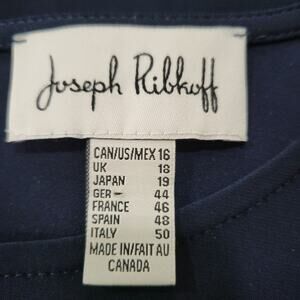 Joseph Ribkoff
CAN/US/MEX 16
UK 18
JAPAN 19
GER 44
FRANCE 46
SPAIN 48
ITALY 50
MADE IN/FAIT AU
CANADA